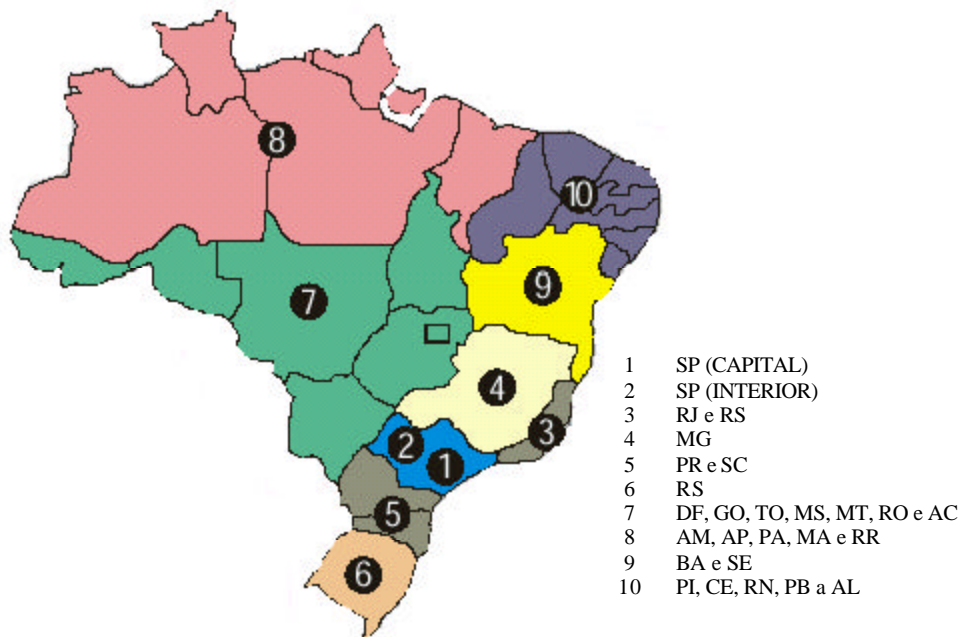 8
10
7
9
4
3
2
1
5
6
1 SP (CAPITAL)
2 SP (INTERIOR)
3 RJ e RS
4 MG
5 PR e SC
6 RS
7 DF, GO, TO, MS, MT, RO e AC
8 AM, AP, PA, MA e RR
9 BA e SE
10 PI, CE, RN, PB a AL